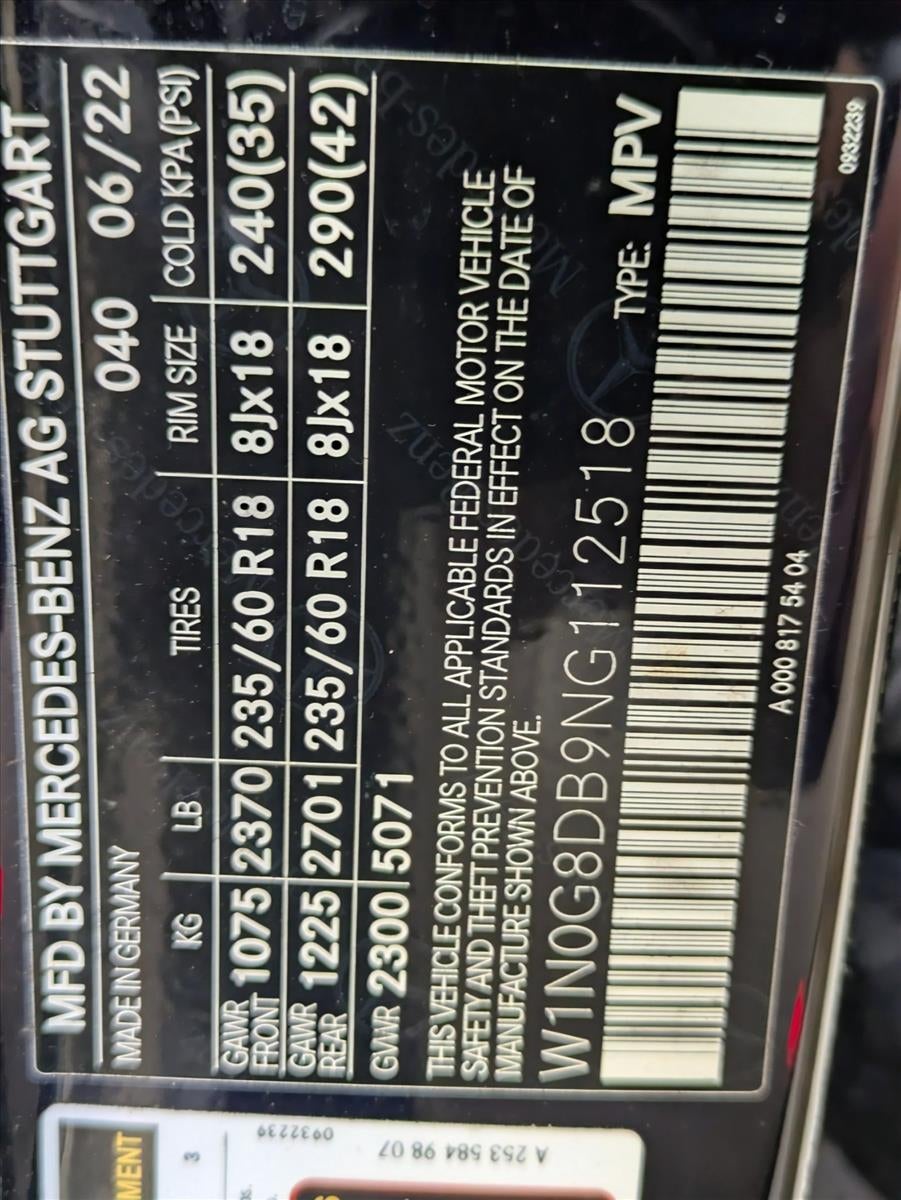 MFD BY MERCEDES-BENZ AG STUTTGART
MADE IN GERMANY 040 06/22
KG LB TIRES RIM SIZE COLD KPA(PSI)
GAWR FRONT 1075 2370 235/60 R18 8Jx18 240(35)
GAWR REAR 1225 2701 235/60 R18 8Jx18 290(42)
GVWR 2300 5071
THIS VEHICLE CONFORMS TO ALL APPLICABLE FEDERAL MOTOR VEHICLE
SAFETY AND THEFT PREVENTION STANDARDS IN EFFECT ON THE DATE OF
MANUFACTURE SHOWN ABOVE.
W1N0G8DB9NG112518 TYPE: MPV
A 000 817 54 04
0932239
MENT
3
0932239
A 253 584 98 07